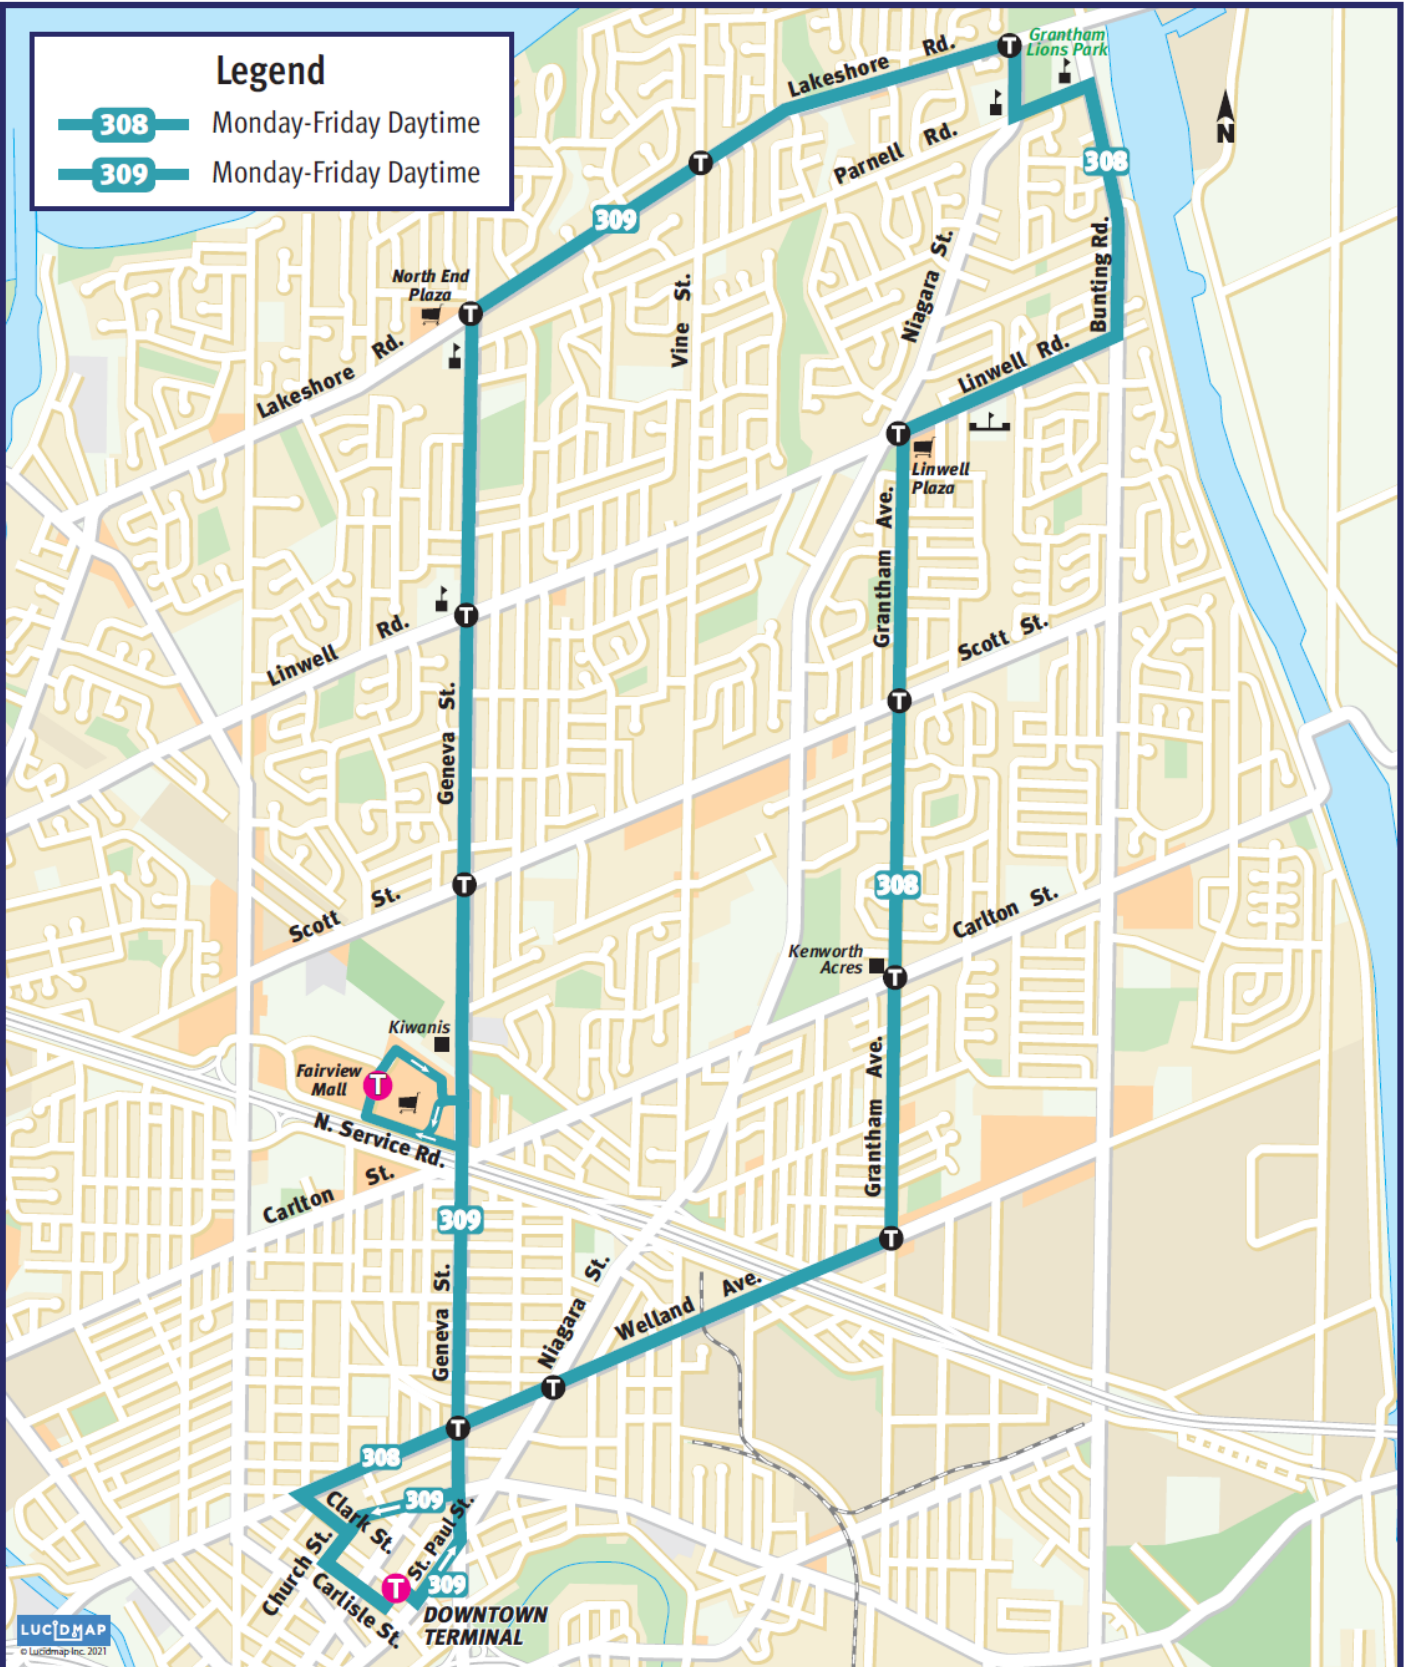 Legend
308 Monday-Friday Daytime
309 Monday-Friday Daytime
Grantham
Lions Park
T
Lakeshore Rd.
N
Parnell Rd.
308
T
309
Bunting Rd.
Niagara St.
North End
Plaza
T
Vine St.
Lakeshore Rd.
Linwell Rd.
T
Linwell
Plaza
Grantham Ave.
T
Linwell Rd.
Scott St.
Geneva St.
T
T
308
Scott St.
Carlton St.
Kenworth
Acres
T
Kiwanis
Fairview
Mall
T
Grantham Ave.
N. Service Rd.
Carlton St.
309
T
Geneva St.
Niagara St.
Welland Ave.
T
T
308
309
Clark St.
St. Paul St.
Church St.
Carlisle St.
T
309
DOWNTOWN
TERMINAL
LUCIDMAP
© Lucidmap Inc. 2021